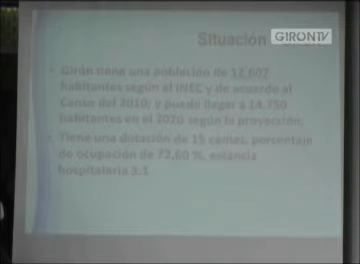 GIRONTV
Situación
• Girón tiene una población de 12,607
habitantes según el INEC y de acuerdo al
Censo del 2010; y puede llegar a 14.750
habitantes en el 2020 según la proyección.
• Tiene una dotación de 15 camas, porcentaje
de ocupación de 72,60 %, estancia
hospitalaria 3.1